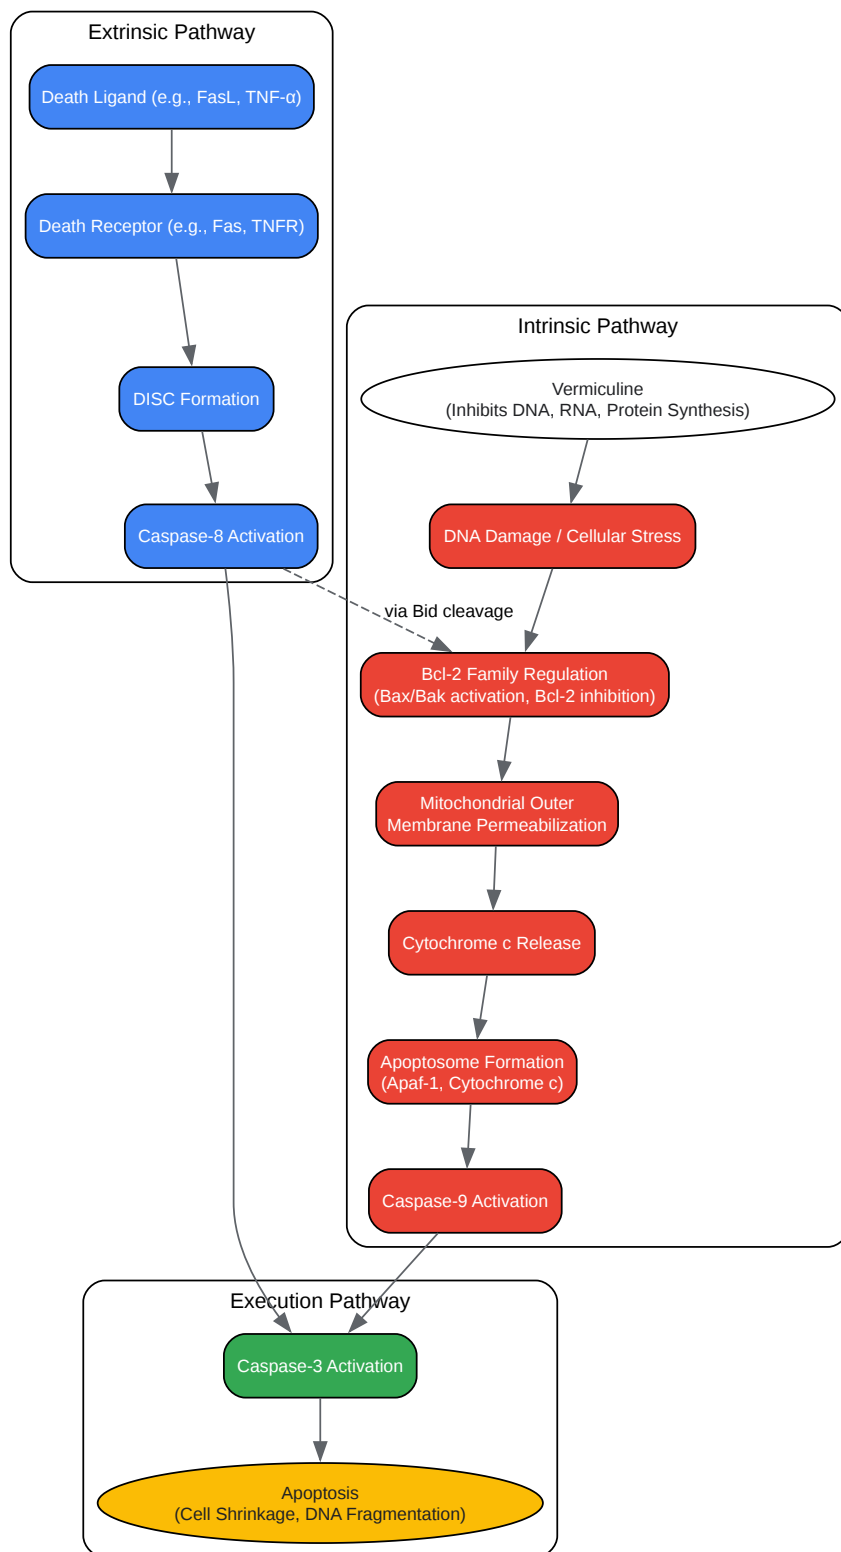 Extrinsic Pathway
Death Ligand (e.g., FasL, TNF-α)
Death Receptor (e.g., Fas, TNFR)
DISC Formation
Caspase-8 Activation
Intrinsic Pathway
Vermiculine
(Inhibits DNA, RNA, Protein Synthesis)
DNA Damage / Cellular Stress
via Bid cleavage
Bcl-2 Family Regulation
(Bax/Bak activation, Bcl-2 inhibition)
Mitochondrial Outer
Membrane Permeabilization
Cytochrome c Release
Apoptosome Formation
(Apaf-1, Cytochrome c)
Caspase-9 Activation
Execution Pathway
Caspase-3 Activation
Apoptosis
(Cell Shrinkage, DNA Fragmentation)